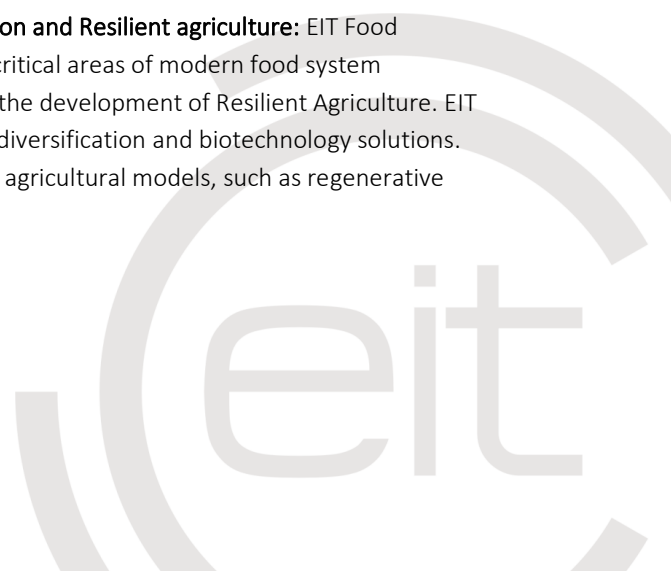 on and Resilient agriculture: EIT Food
critical areas of modern food system
the development of Resilient Agriculture. EIT
diversification and biotechnology solutions.
agricultural models, such as regenerative
eit